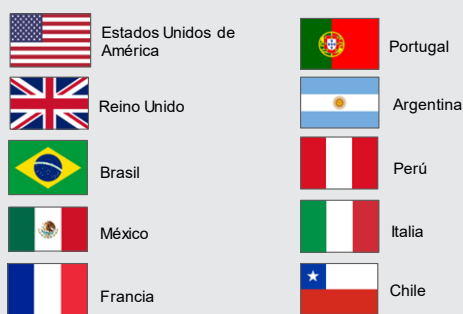 Estados Unidos de
América
Reino Unido
Brasil
México
Francia
Portugal
Argentina
Perú
Italia
Chile